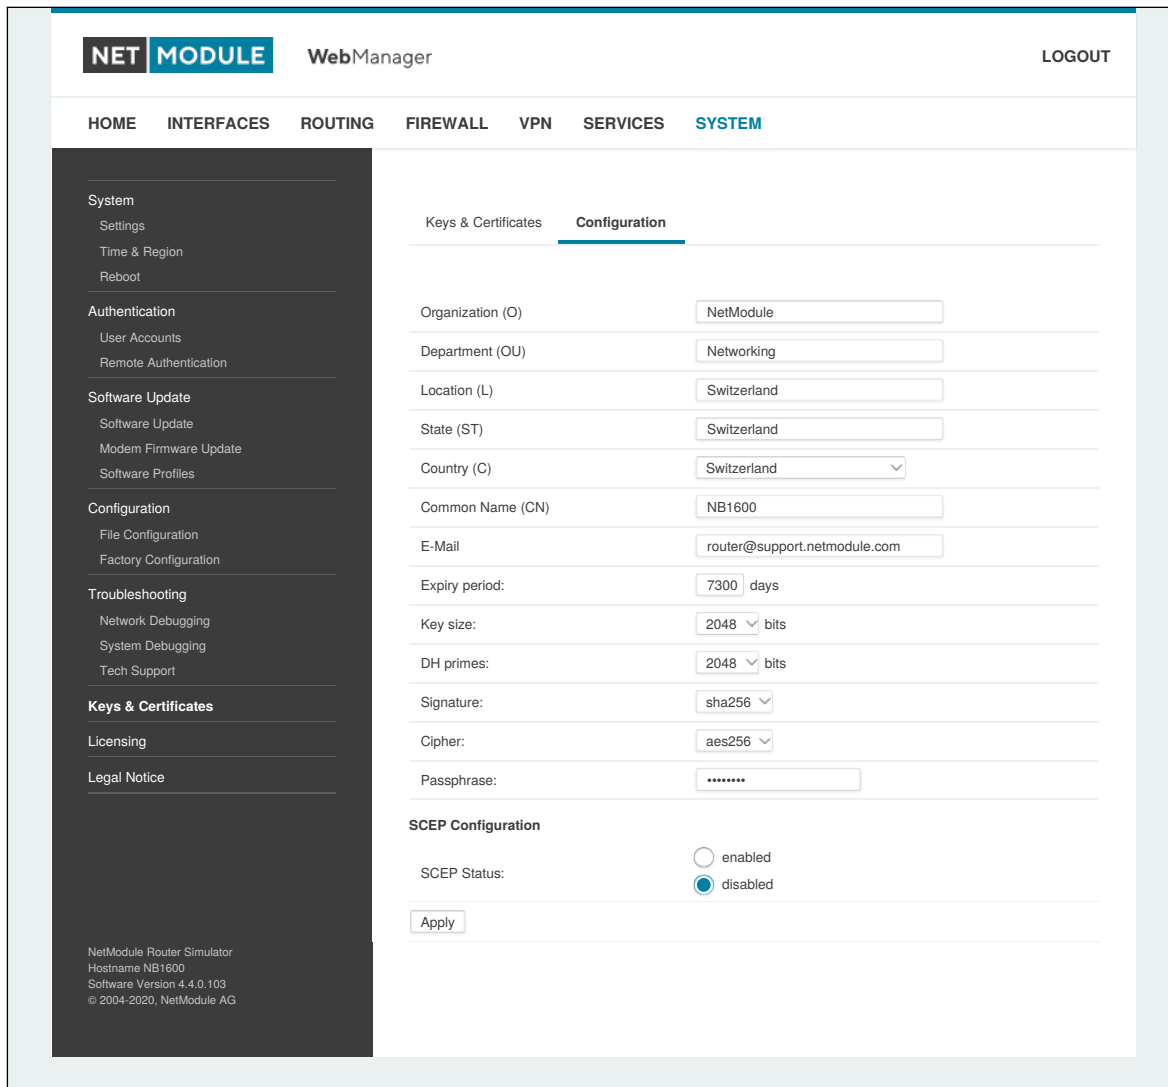 NET MODULE WebManager LOGOUT
HOME INTERFACES ROUTING FIREWALL VPN SERVICES SYSTEM
System
Settings
Time & Region
Reboot
Authentication
User Accounts
Remote Authentication
Software Update
Software Update
Modem Firmware Update
Software Profiles
Configuration
File Configuration
Factory Configuration
Troubleshooting
Network Debugging
System Debugging
Tech Support
Keys & Certificates
Licensing
Legal Notice
NetModule Router Simulator
Hostname NB1600
Software Version 4.4.0.103
© 2004-2020, NetModule AG
Keys & Certificates Configuration
Organization (O) NetModule
Department (OU) Networking
Location (L) Switzerland
State (ST) Switzerland
Country (C) Switzerland
Common Name (CN) NB1600
E-Mail router@support.netmodule.com
Expiry period: 7300 days
Key size: 2048 bits
DH primes: 2048 bits
Signature: sha256
Cipher: aes256
Passphrase: ••••••••
SCEP Configuration
SCEP Status: enabled
disabled
Apply